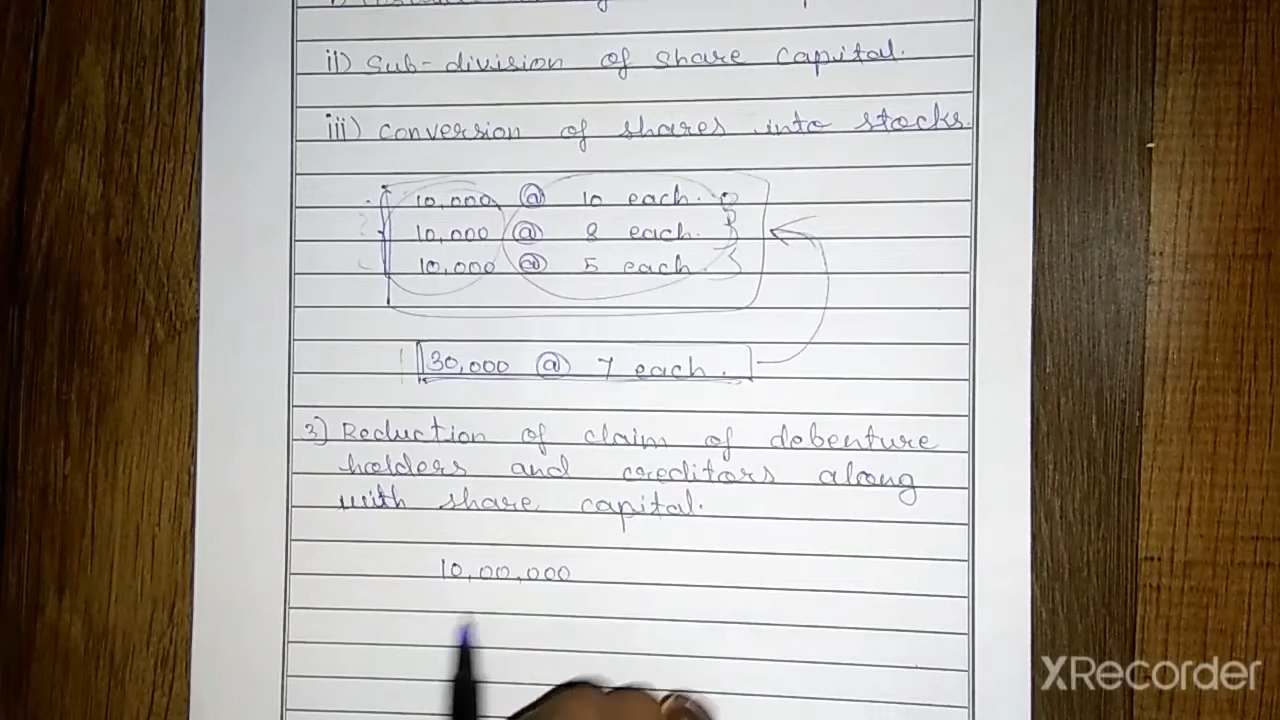 ii) Sub-division of share capital.
iii) conversion of shares into stocks.
10,000 @ 10 each.
10,000 @ 8 each.
10,000 @ 5 each.
30,000 @ 7 each.
3) Reduction of claim of debenture
holders and creditors along
with share capital.
10,00,000
XRecorder